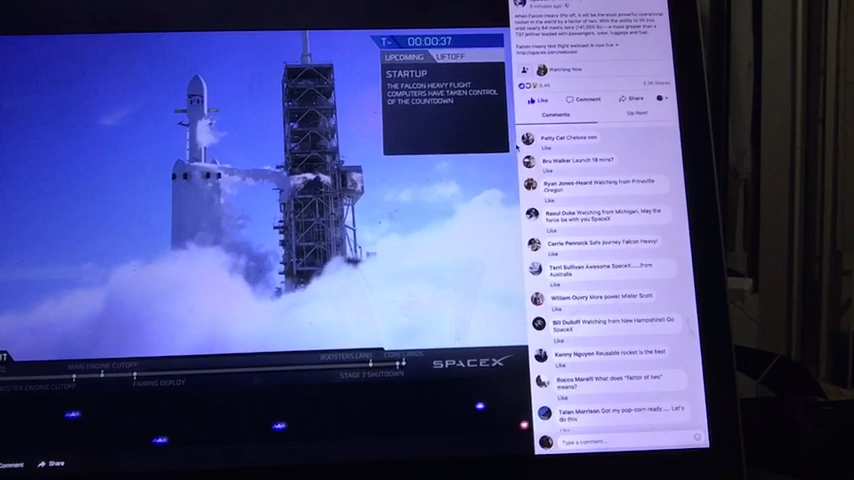 T- 00:00:37
UPCOMING LIFTOFF
STARTUP
THE FALCON HEAVY FLIGHT
COMPUTERS HAVE TAKEN CONTROL
OF THE COUNTDOWN
MAIN ENGINE CUTOFF
BOOSTERS LAND
ENGINE CUTOFF
FAIRING DEPLOY
STAGE 2 SHUTDOWN
SPACEX
Comment Share
5 minutes ago
When Falcon Heavy lifts off, it will be the most powerful operational
rocket in the world by a factor of two. With the ability to lift into
orbit nearly 64 metric tons (141,000 lb)---a mass greater than a
737 jetliner loaded with passengers, crew, luggage and fuel.
Falcon Heavy test flight webcast is now live
http://spacex.com/webcast
Watching Now
Shares
Like Comment Share
Comments Up Next
Patty Cat Chelsea ooo
Like
Bru Walker Launch 18 mins?
Like
Ryan Jones-Heard Watching from Prineville
Oregon
Like
Raoul Duke Watching from Michigan, May the
force be with you SpaceX
Like
Carrie Pennock Safe journey Falcon Heavy!
Like
Terri Sullivan Awesome SpaceX......from
Australia
Like
William Ouvry More power Mister Scott
Like
Bill Dolloff Watching from New Hampshire!! Go
SpaceX
Like
Kenny Nguyen Reusable rocket is the best
Like
Rocco Marelli What does "factor of two"
means?
Like
Talen Morrison Got my pop-corn ready..... Let's
do this
Like
Type a comment...